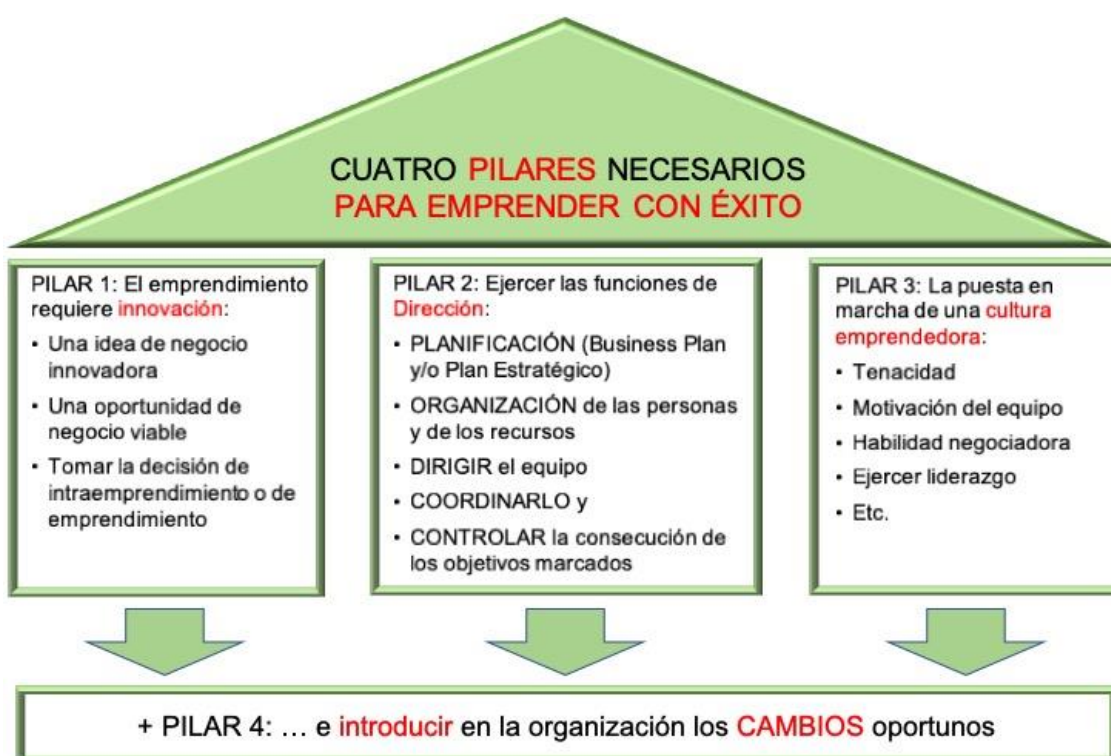 CUATRO PILARES NECESARIOS
PARA EMPRENDER CON ÉXITO
PILAR 1: El emprendimiento
requiere innovación:
• Una idea de negocio
innovadora
• Una oportunidad de
negocio viable
• Tomar la decisión de
intraemprendimiento o de
emprendimiento
PILAR 2: Ejercer las funciones de
Dirección:
• PLANIFICACIÓN (Business Plan
y/o Plan Estratégico)
• ORGANIZACIÓN de las personas
y de los recursos
• DIRIGIR el equipo
• COORDINARLO y
• CONTROLAR la consecución de
los objetivos marcados
PILAR 3: La puesta en
marcha de una cultura
emprendedora:
• Tenacidad
• Motivación del equipo
• Habilidad negociadora
• Ejercer liderazgo
• Etc.
+ PILAR 4: … e introducir en la organización los CAMBIOS oportunos